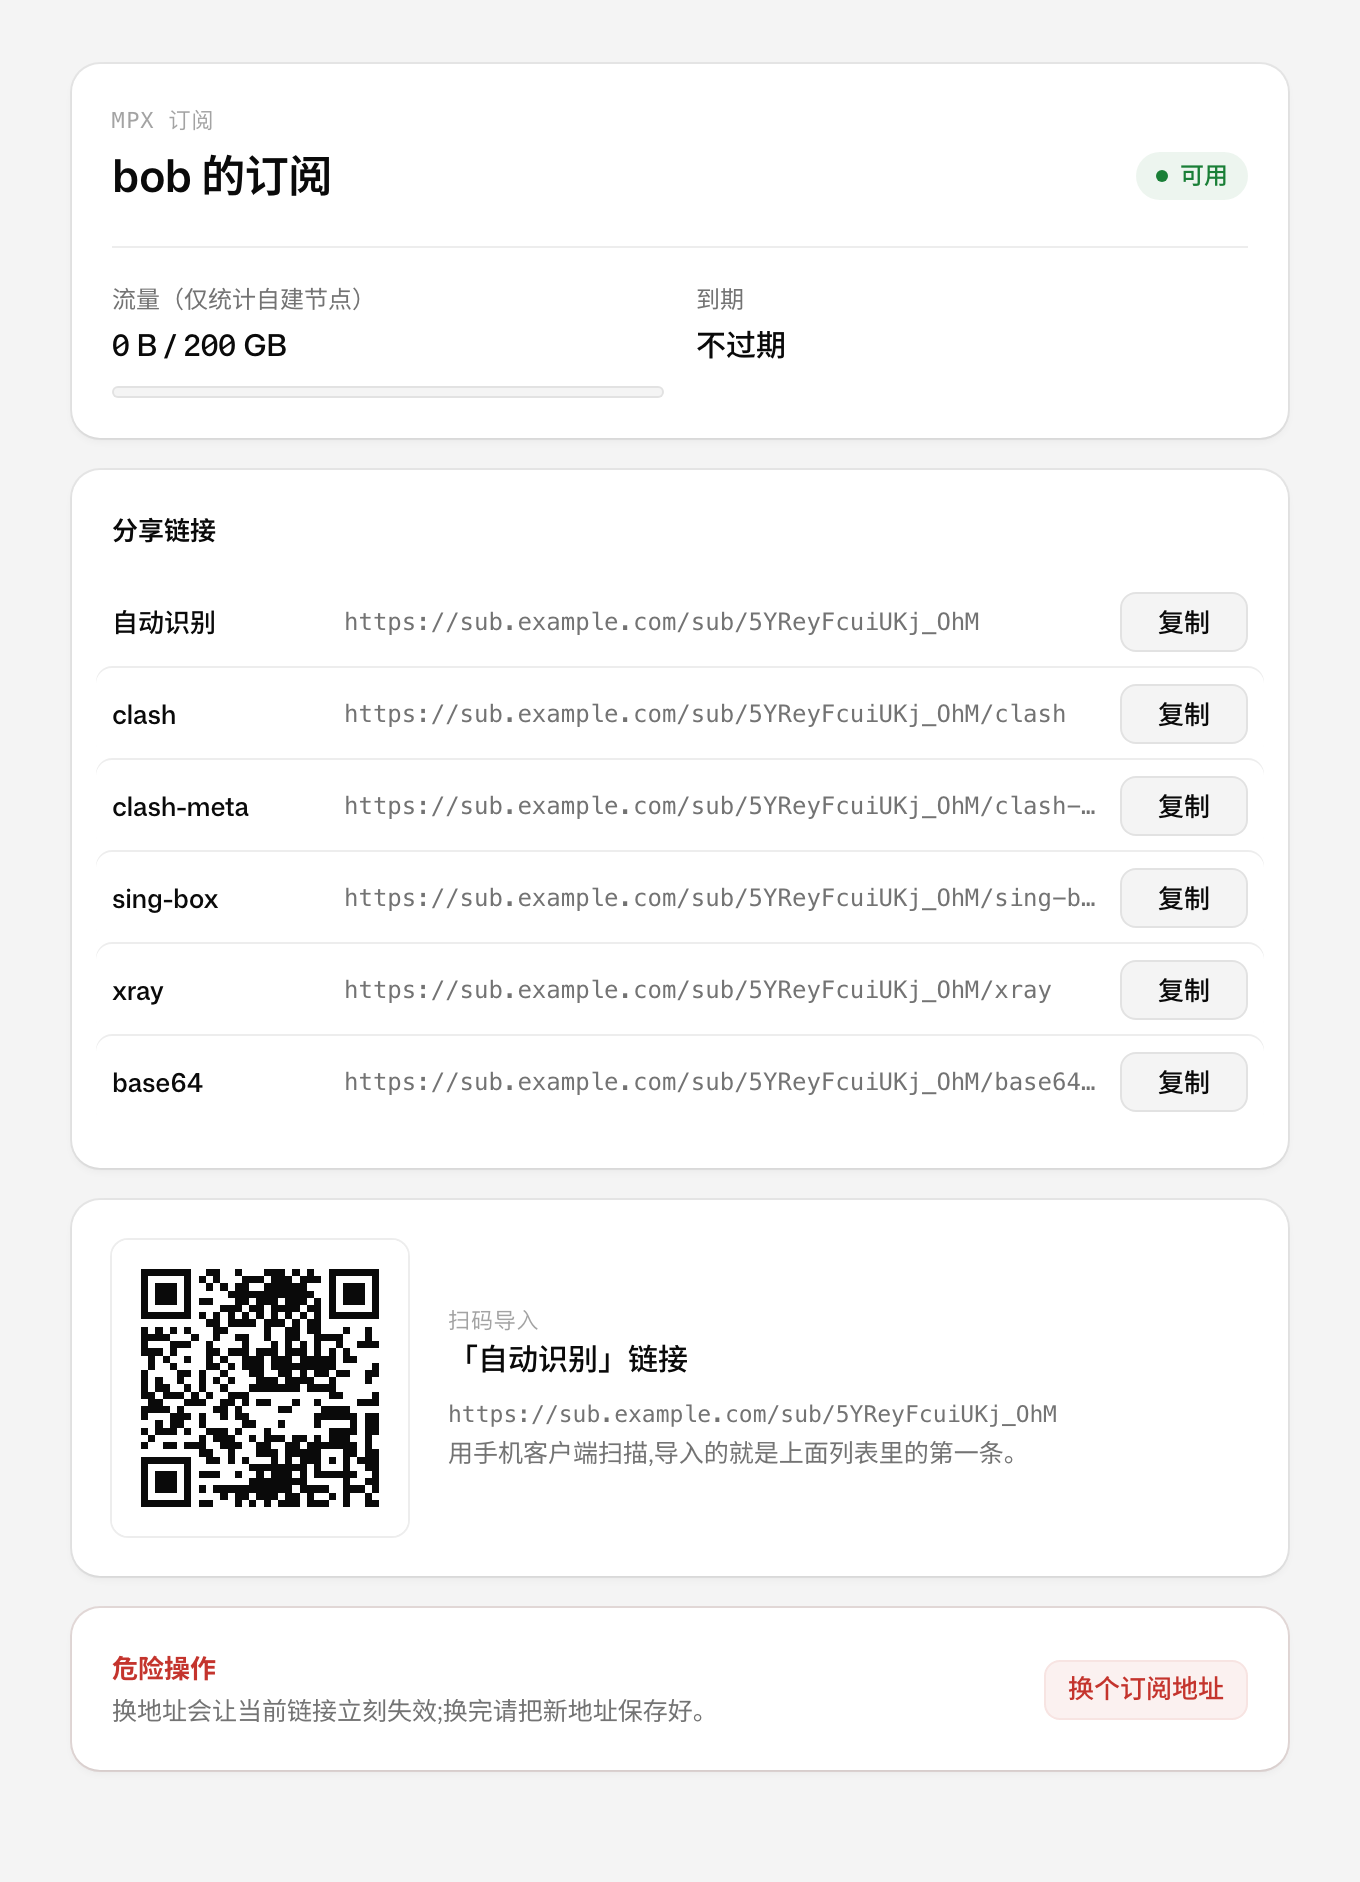 MPX 订阅
bob 的订阅
可用
流量（仅统计自建节点）
到期
0 B / 200 GB
不过期
分享链接
自动识别 https://sub.example.com/sub/5YReyFcuiUKj_OhM 复制
clash https://sub.example.com/sub/5YReyFcuiUKj_OhM/clash 复制
clash-meta https://sub.example.com/sub/5YReyFcuiUKj_OhM/clash-… 复制
sing-box https://sub.example.com/sub/5YReyFcuiUKj_OhM/sing-b… 复制
xray https://sub.example.com/sub/5YReyFcuiUKj_OhM/xray 复制
base64 https://sub.example.com/sub/5YReyFcuiUKj_OhM/base64… 复制
扫码导入
「自动识别」链接
https://sub.example.com/sub/5YReyFcuiUKj_OhM
用手机客户端扫描,导入的就是上面列表里的第一条。
危险操作
换地址会让当前链接立刻失效;换完请把新地址保存好。
换个订阅地址